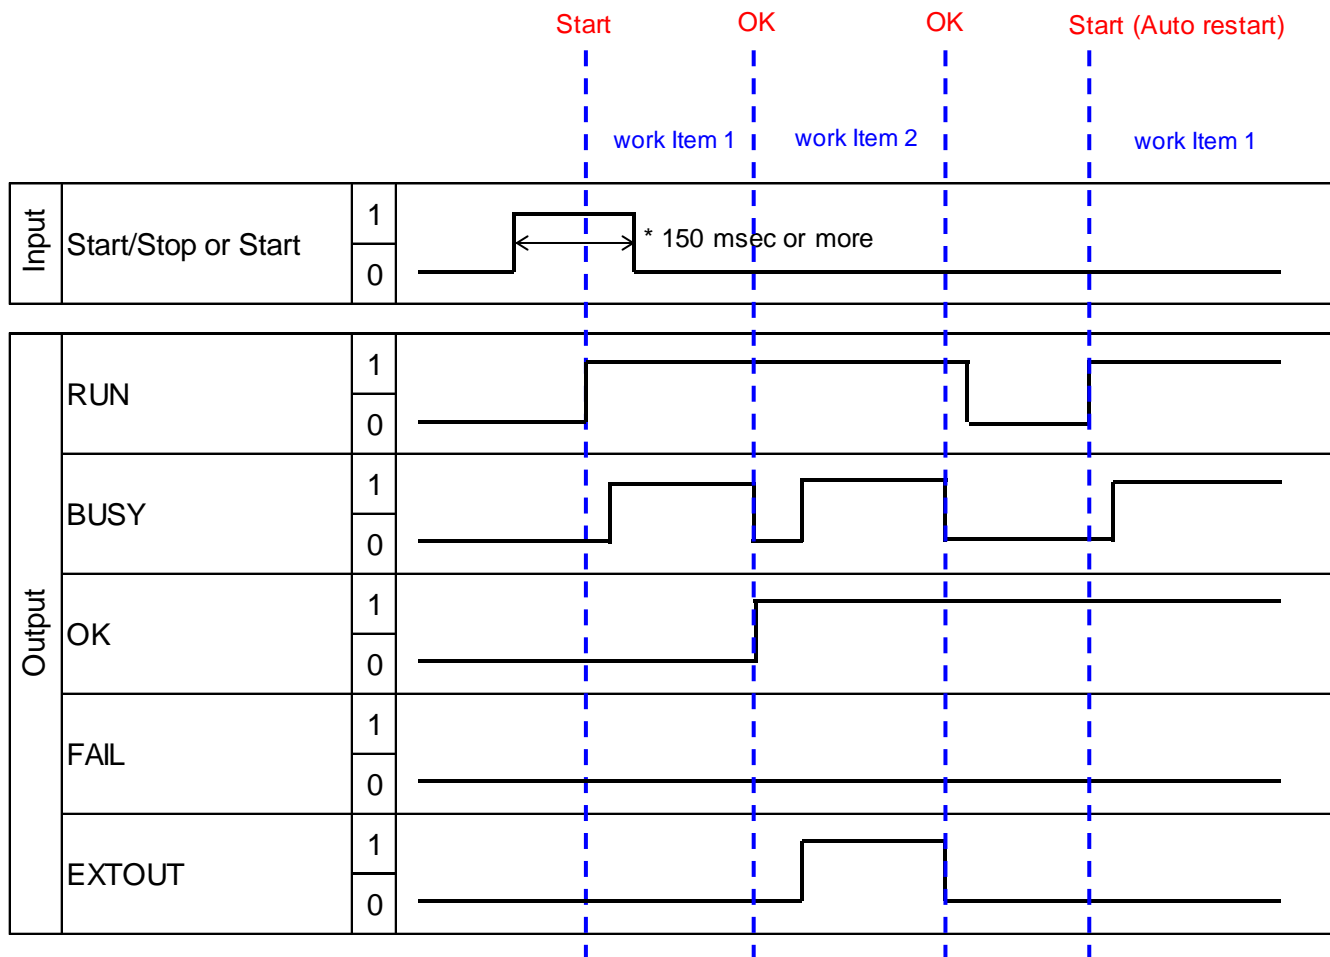 Start OK OK Start (Auto restart)
work Item 1 work Item 2 work Item 1
Input
Start/Stop or Start 1 0 * 150 msec or more
Output
RUN 1 0
BUSY 1 0
OK 1 0
FAIL 1 0
EXTOUT 1 0